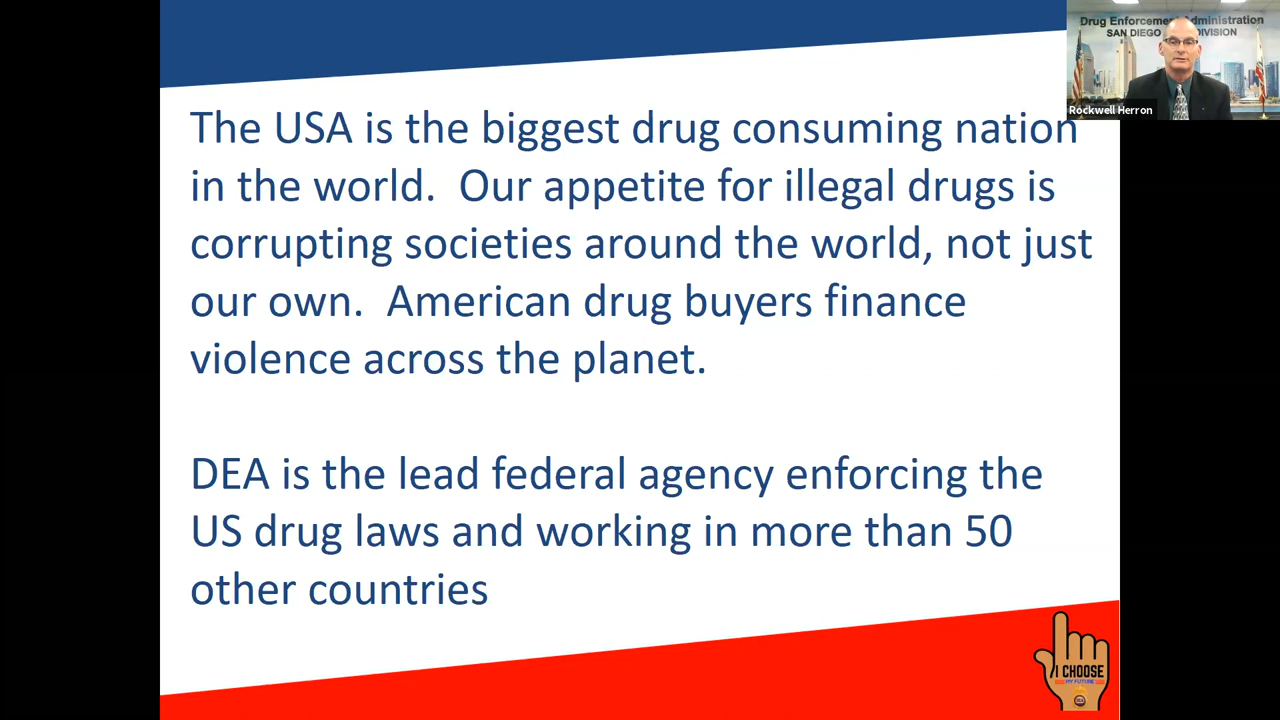 Drug Enforcement Administration
SAN DIEGO DIVISION
Rockwell Herron
The USA is the biggest drug consuming nation
in the world.  Our appetite for illegal drugs is
corrupting societies around the world, not just
our own.  American drug buyers finance
violence across the planet.
DEA is the lead federal agency enforcing the
US drug laws and working in more than 50
other countries
I CHOOSE
MY FUTURE